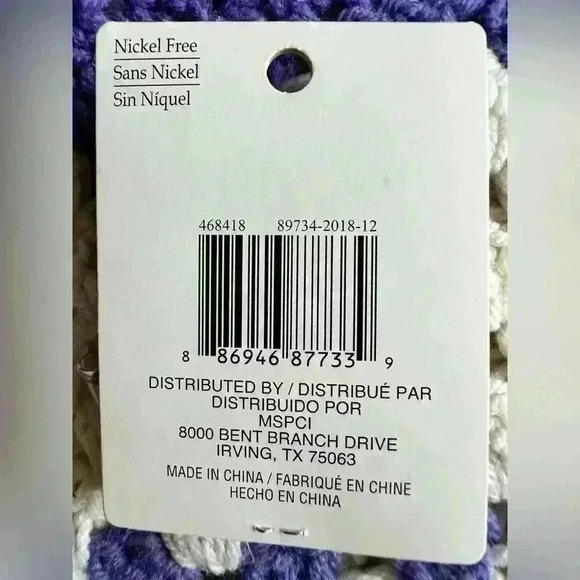 Nickel Free
Sans Nickel
Sin Níquel
468418 89734-2018-12
8 86946 87733 9
DISTRIBUTED BY / DISTRIBUÉ PAR
DISTRIBUIDO POR
MSPCI
8000 BENT BRANCH DRIVE
IRVING, TX 75063
MADE IN CHINA / FABRIQUÉ EN CHINE
HECHO EN CHINA